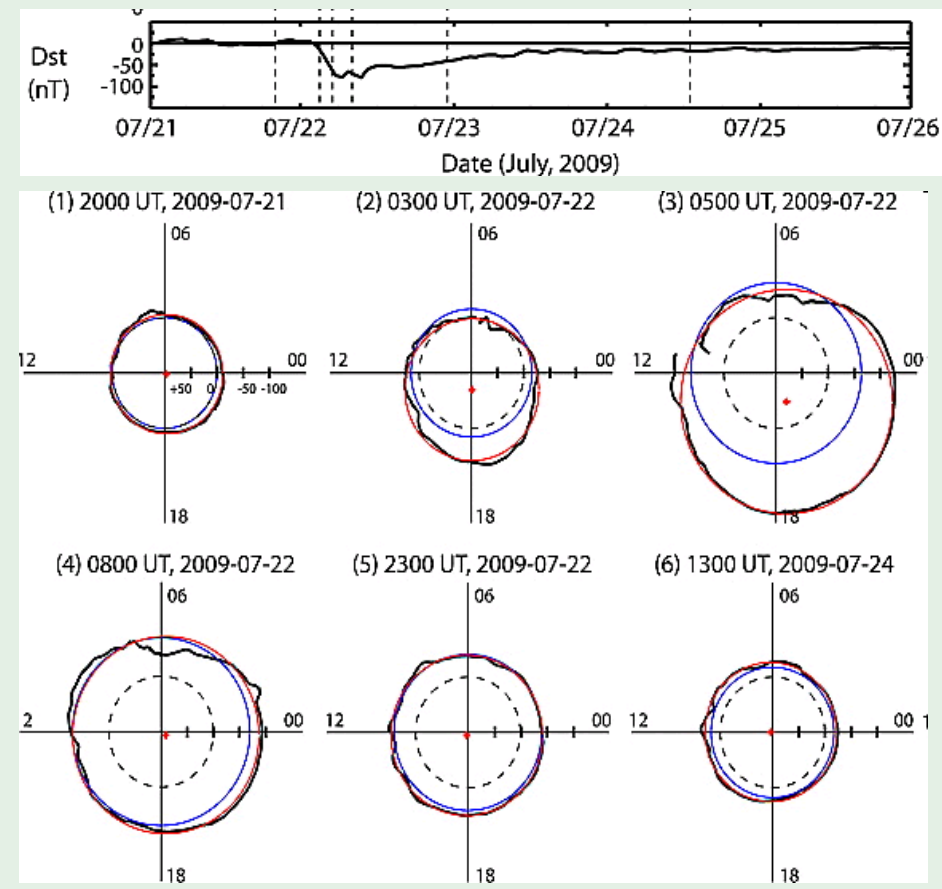 0
Dst
(nT)
0
-50
-100
07/21 07/22 07/23 07/24 07/25 07/26
Date (July, 2009)
(1) 2000 UT, 2009-07-21 (2) 0300 UT, 2009-07-22 (3) 0500 UT, 2009-07-22
06 06 06
12 00 12 00 12 00
+50 0 -50 -100
18 18 18
(4) 0800 UT, 2009-07-22 (5) 2300 UT, 2009-07-22 (6) 1300 UT, 2009-07-24
06 06 06
2 00 12 00 12 00
18 18 18